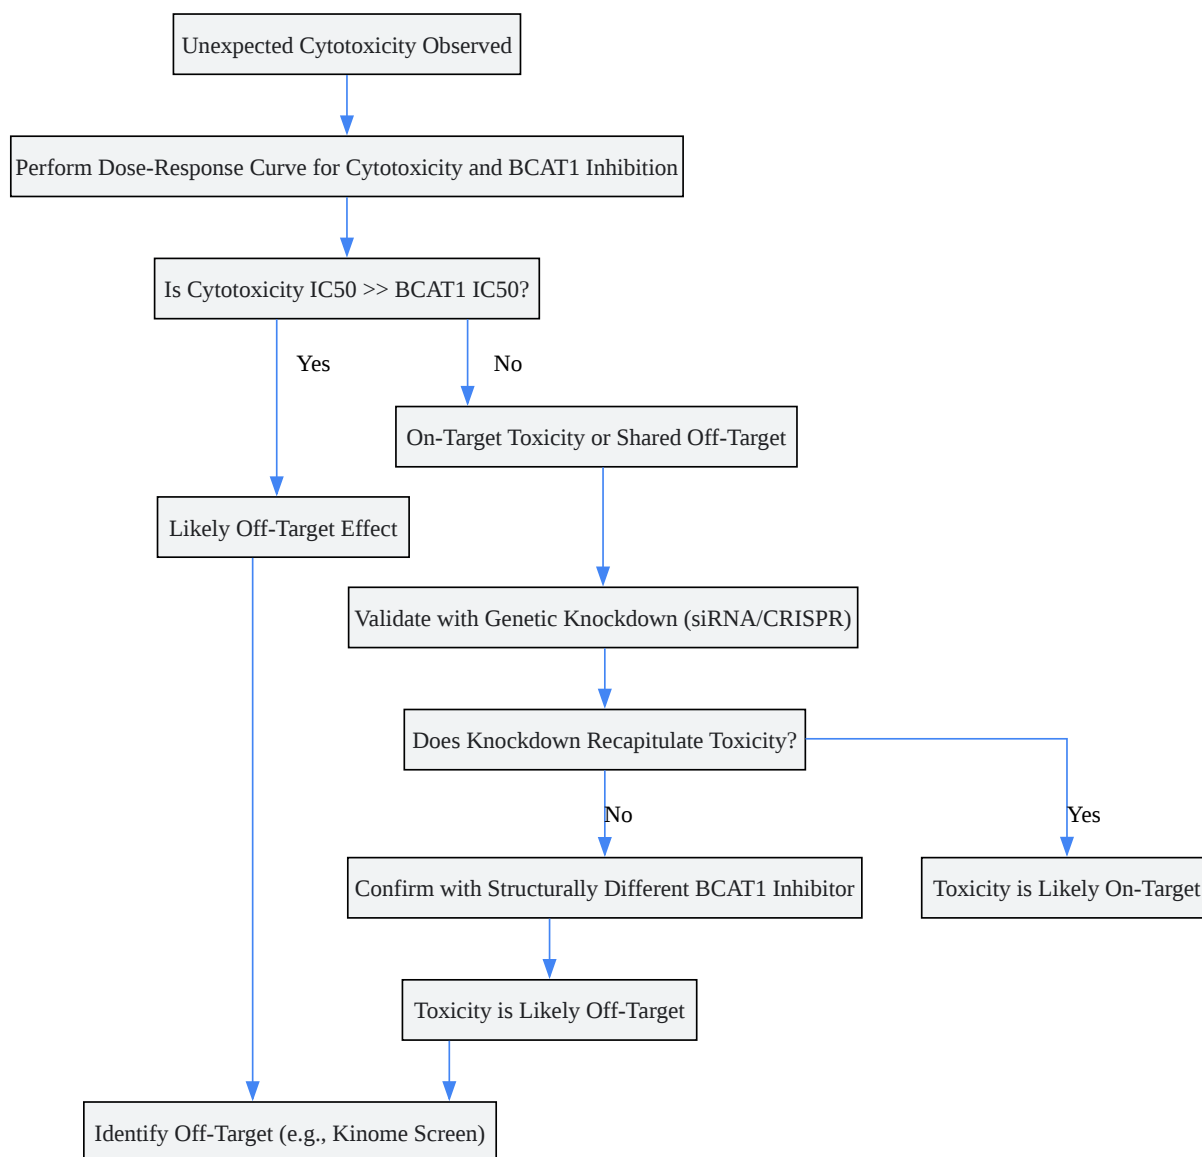 Unexpected Cytotoxicity Observed
Perform Dose-Response Curve for Cytotoxicity and BCAT1 Inhibition
Is Cytotoxicity IC50 >> BCAT1 IC50?
Yes
No
On-Target Toxicity or Shared Off-Target
Likely Off-Target Effect
Validate with Genetic Knockdown (siRNA/CRISPR)
Does Knockdown Recapitulate Toxicity?
No
Yes
Confirm with Structurally Different BCAT1 Inhibitor
Toxicity is Likely On-Target
Toxicity is Likely Off-Target
Identify Off-Target (e.g., Kinome Screen)